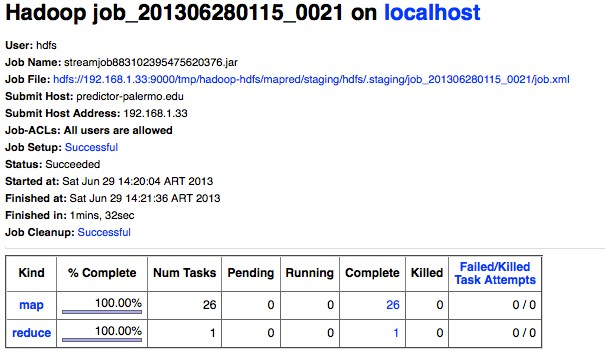 Hadoop job_201306280115_0021 on localhost
User: hdfs
Job Name: streamjob883102395475620376.jar
Job File: hdfs://192.168.1.33:9000/tmp/hadoop-hdfs/mapred/staging/hdfs/.staging/job_201306280115_0021/job.xml
Submit Host: predictor-palermo.edu
Submit Host Address: 192.168.1.33
Job-ACLs: All users are allowed
Job Setup: Successful
Status: Succeeded
Started at: Sat Jun 29 14:20:04 ART 2013
Finished at: Sat Jun 29 14:21:36 ART 2013
Finished in: 1mins, 32sec
Job Cleanup: Successful
Kind % Complete Num Tasks Pending Running Complete Killed Failed/Killed Task Attempts
map 100.00% 26 0 0 26 0 0 / 0
reduce 100.00% 1 0 0 1 0 0 / 0